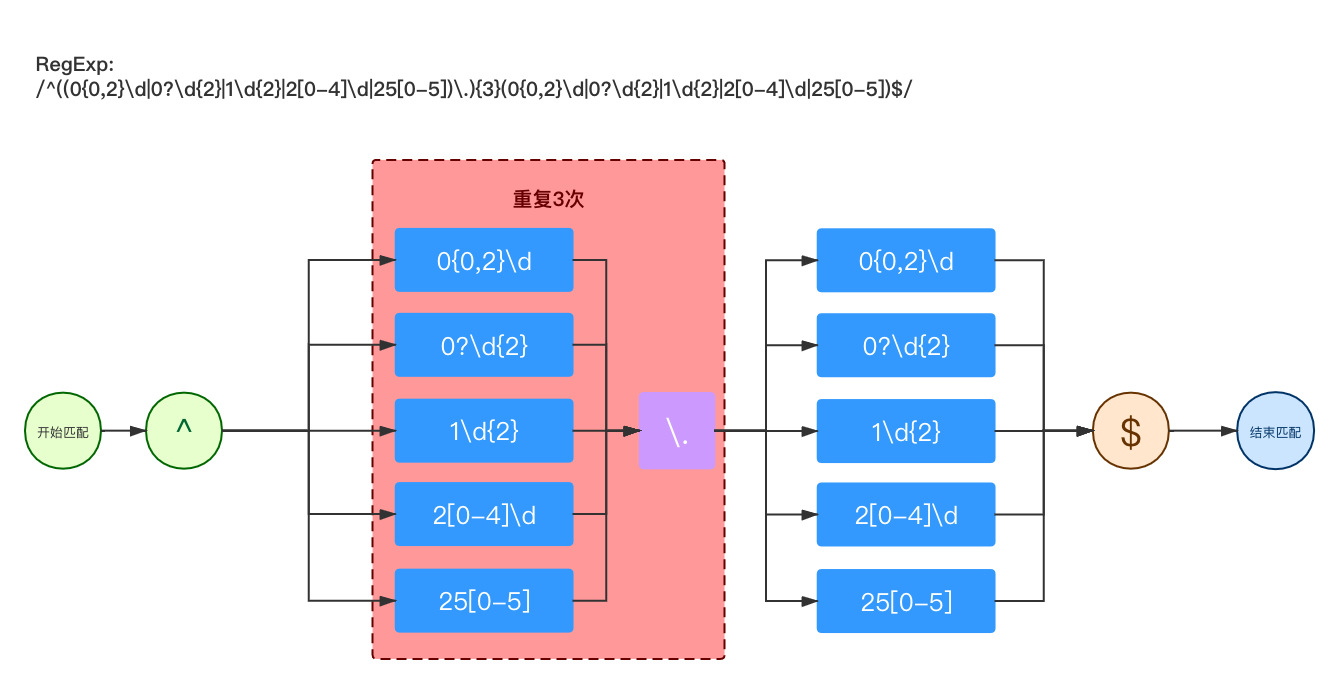 RegExp:
/^((0{0,2}\d|0?\d{2}|1\d{2}|2[0-4]\d|25[0-5])\.){3}(0{0,2}\d|0?\d{2}|1\d{2}|2[0-4]\d|25[0-5])$/
重复3次
0{0,2}\d
0{0,2}\d
0?\d{2}
0?\d{2}
开始匹配
^
1\d{2}
\.
1\d{2}
$
结束匹配
2[0-4]\d
2[0-4]\d
25[0-5]
25[0-5]